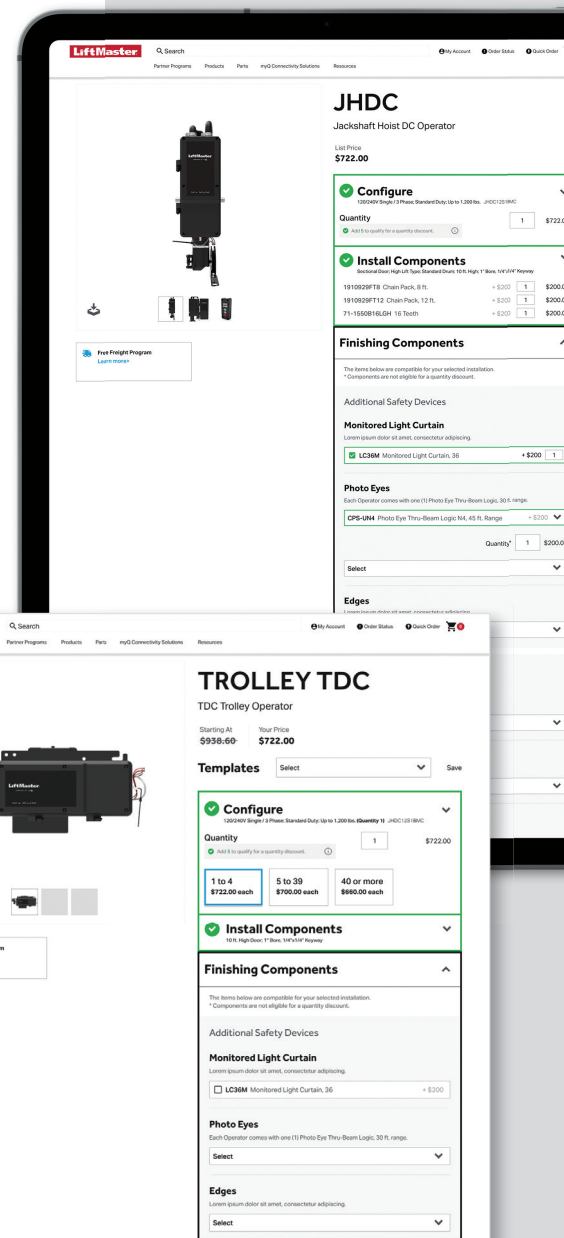 LiftMaster
Search
My Account
Order Status
Quick Order
Partner Programs
Products
Parts
myQ Connectivity Solutions
Resources
JHDC
Jackshaft Hoist DC Operator
List Price
$722.00
Configure
120/240V Single / 3 Phase; Standard Duty; Up to 1,200 lbs. JHDC12S1BMC
Quantity
1
$722.0
Add 5 to qualify for a quantity discount.
Install Components
Sectional Door; High Lift Type; Standard Drum; 10 ft. High; 1" Bore, 1/4"x1/4" Keyway
1910929FT8 Chain Pack, 8 ft. + $200 1 $200.0
1910929FT12 Chain Pack, 12 ft. + $200 1 $200.0
71-1550B16LGH 16 Teeth + $200 1 $200.0
Finishing Components
The items below are compatible for your selected installation.
* Components are not eligible for a quantity discount.
Additional Safety Devices
Monitored Light Curtain
Lorem ipsum dolor sit amet, consectetur adipiscing.
LC36M Monitored Light Curtain, 36 + $200 1
Photo Eyes
Each Operator comes with one (1) Photo Eye Thru-Beam Logic, 30 ft. range.
CPS-UN4 Photo Eye Thru-Beam Logic N4, 45 ft. Range + $200
Quantity* 1 $200.0
Select
Edges
Lorem ipsum dolor sit amet, consectetur adipiscing.
LiftMaster
Free Freight Program
Learn more>
Search
My Account
Order Status
Quick Order
0
Partner Programs
Products
Parts
myQ Connectivity Solutions
Resources
TROLLEY TDC
TDC Trolley Operator
Starting At
Your Price
$938.60
$722.00
Templates
Select
Save
Configure
120/240V Single / 3 Phase; Standard Duty; Up to 1,200 lbs. (Quantity 1) JHDC12S1BMC
Quantity
1
$722.00
Add 5 to qualify for a quantity discount.
1 to 4
$722.00 each
5 to 39
$700.00 each
40 or more
$660.00 each
Install Components
10 ft. High Door; 1" Bore, 1/4"x1/4" Keyway
Finishing Components
The items below are compatible for your selected installation.
* Components are not eligible for a quantity discount.
Additional Safety Devices
Monitored Light Curtain
Lorem ipsum dolor sit amet, consectetur adipiscing.
LC36M Monitored Light Curtain, 36 + $200
Photo Eyes
Each Operator comes with one (1) Photo Eye Thru-Beam Logic, 30 ft. range.
Select
Edges
Lorem ipsum dolor sit amet, consectetur adipiscing.
Select
LiftMaster
m